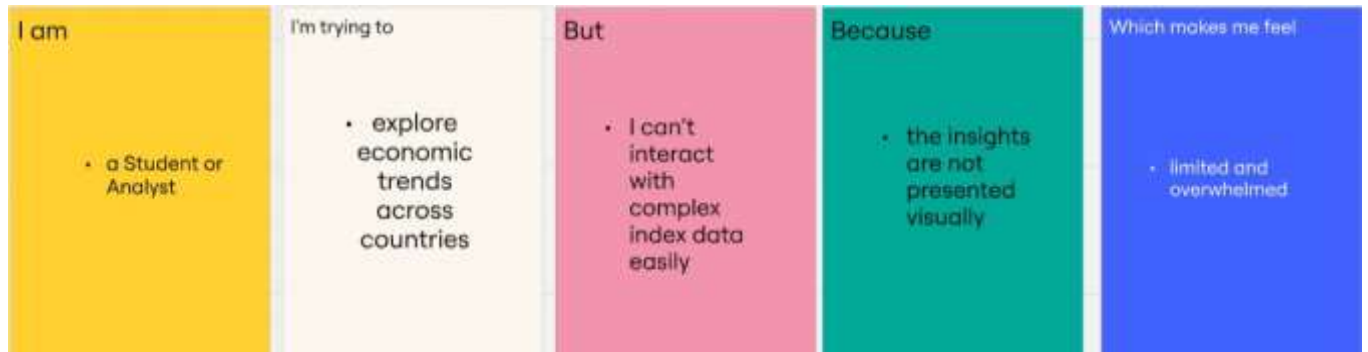 I am
• a Student or
Analyst
I'm trying to
• explore
economic
trends
across
countries
But
• I can't
interact
with
complex
index data
easily
Because
• the insights
are not
presented
visually
Which makes me feel
• limited and
overwhelmed